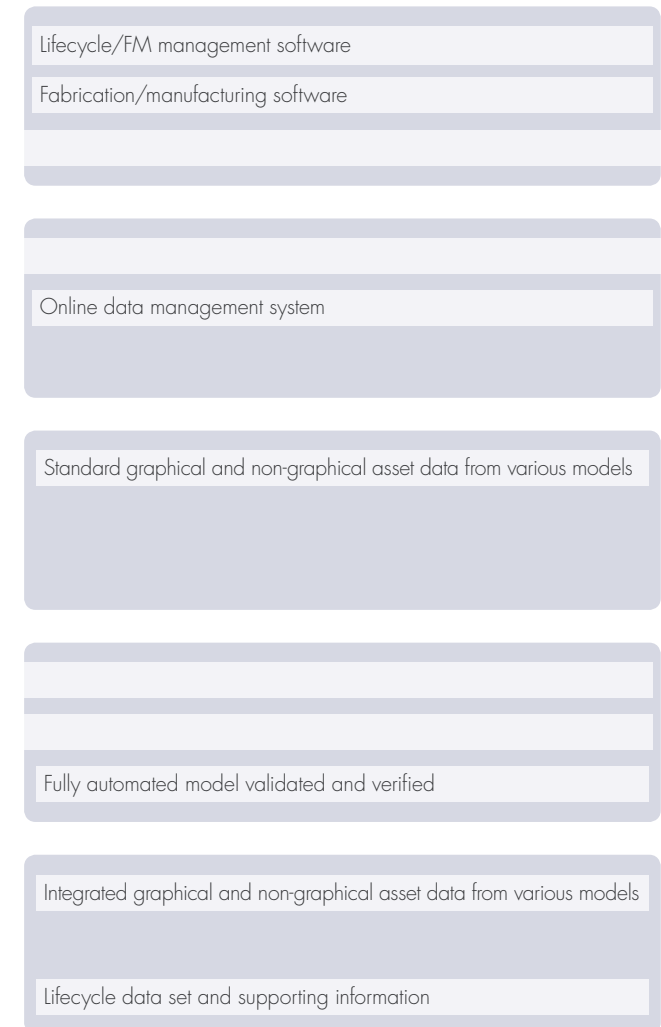 Lifecycle/FM management software
Fabrication/manufacturing software
Online data management system
Standard graphical and non-graphical asset data from various models
Fully automated model validated and verified
Integrated graphical and non-graphical asset data from various models
Lifecycle data set and supporting information